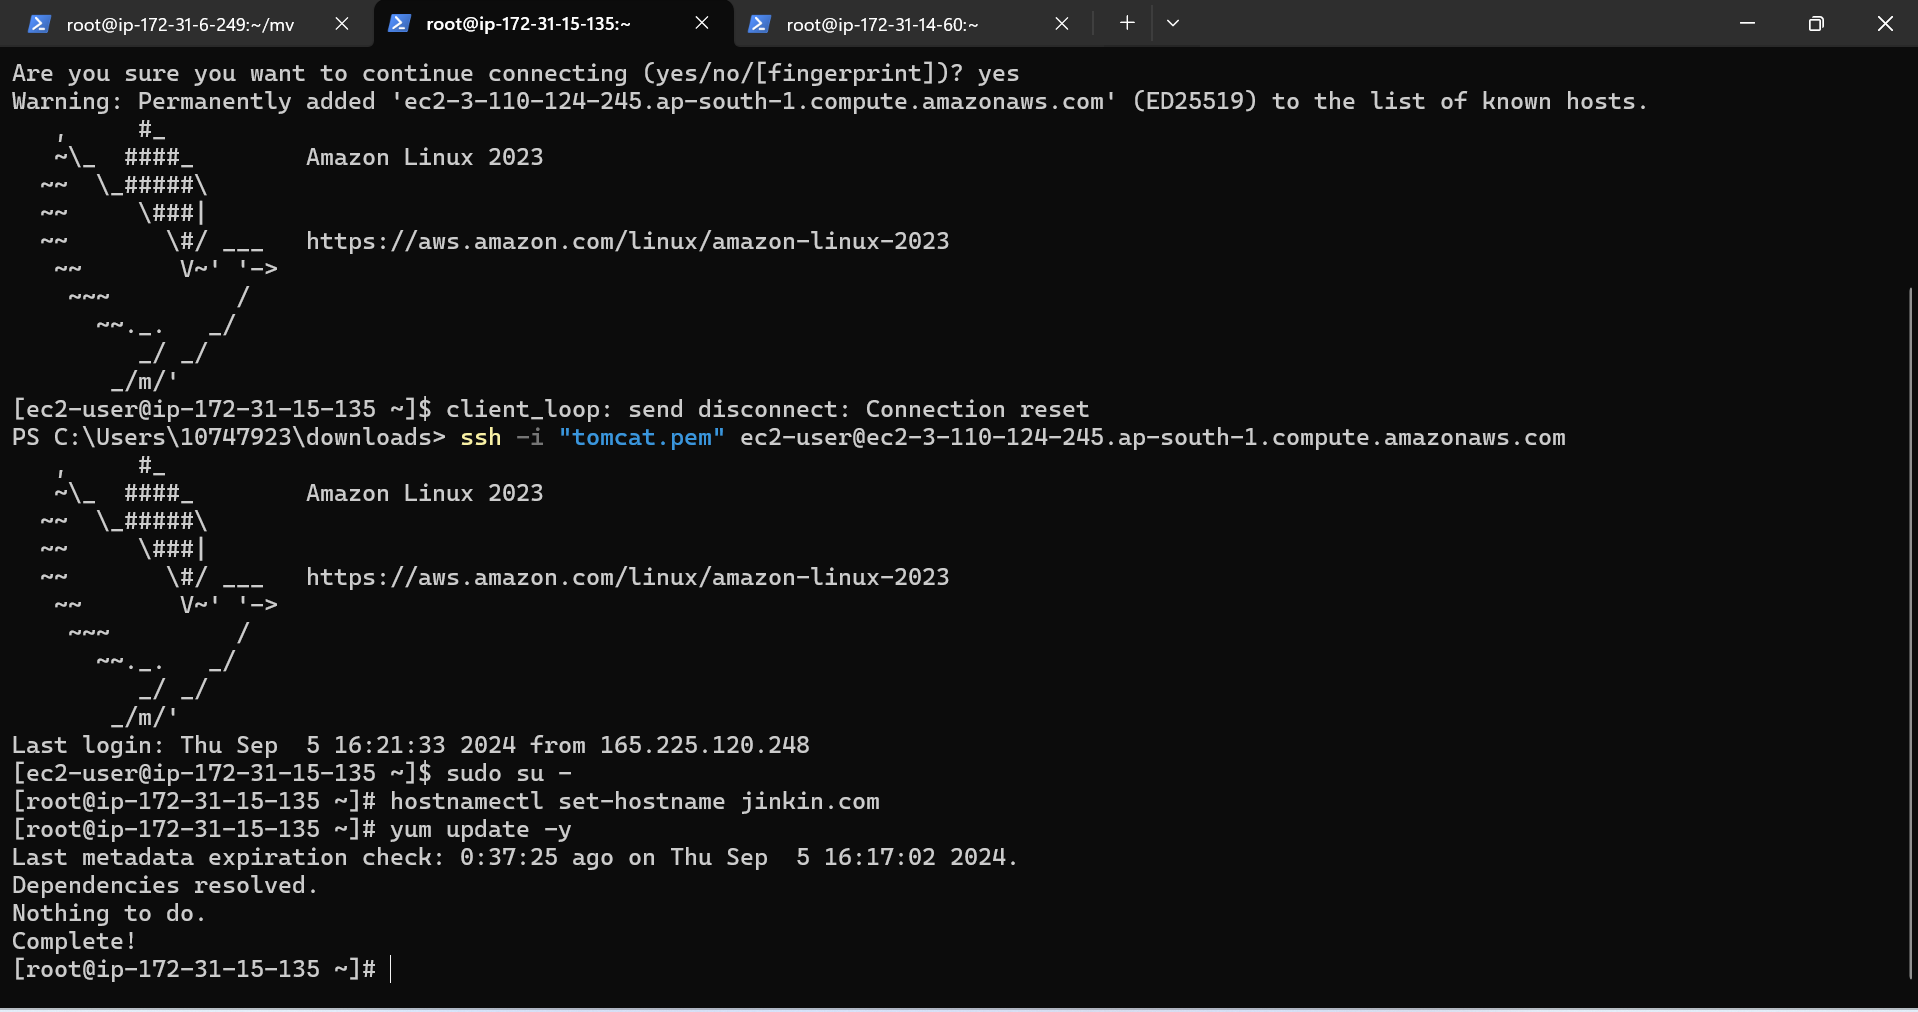 root@ip-172-31-6-249:~/mv
root@ip-172-31-15-135:~
root@ip-172-31-14-60:~
Are you sure you want to continue connecting (yes/no/[fingerprint])? yes
Warning: Permanently added 'ec2-3-110-124-245.ap-south-1.compute.amazonaws.com' (ED25519) to the list of known hosts.
   ,     #_
   ~\_  ####_        Amazon Linux 2023
  ~~  \_#####\
  ~~     \###|
  ~~       \#/ ___   https://aws.amazon.com/linux/amazon-linux-2023
   ~~       V~' '->
    ~~~         /
      ~~._.   _/
         _/ _/
       _/m/'
[ec2-user@ip-172-31-15-135 ~]$ client_loop: send disconnect: Connection reset
PS C:\Users\10747923\downloads> ssh -i "tomcat.pem" ec2-user@ec2-3-110-124-245.ap-south-1.compute.amazonaws.com
   ,     #_
   ~\_  ####_        Amazon Linux 2023
  ~~  \_#####\
  ~~     \###|
  ~~       \#/ ___   https://aws.amazon.com/linux/amazon-linux-2023
   ~~       V~' '->
    ~~~         /
      ~~._.   _/
         _/ _/
       _/m/'
Last login: Thu Sep  5 16:21:33 2024 from 165.225.120.248
[ec2-user@ip-172-31-15-135 ~]$ sudo su -
[root@ip-172-31-15-135 ~]# hostnamectl set-hostname jinkin.com
[root@ip-172-31-15-135 ~]# yum update -y
Last metadata expiration check: 0:37:25 ago on Thu Sep  5 16:17:02 2024.
Dependencies resolved.
Nothing to do.
Complete!
[root@ip-172-31-15-135 ~]#